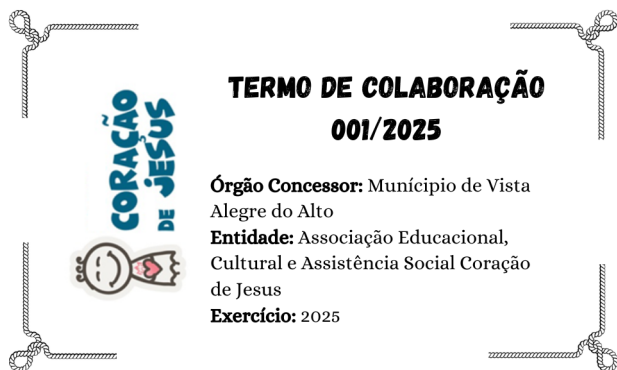 CORAÇÃO
DE JESUS
TERMO DE COLABORAÇÃO
001/2025
Órgão Concessor: Munícipio de Vista
Alegre do Alto
Entidade: Associação Educacional,
Cultural e Assistência Social Coração
de Jesus
Exercício: 2025